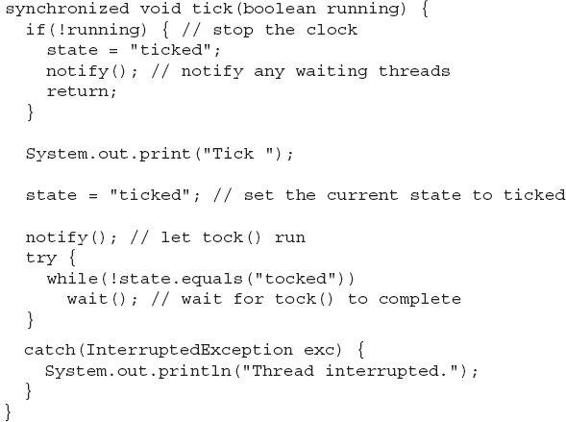 synchronized void tick(boolean running) {
  if(!running) { // stop the clock
    state = "ticked";
    notify(); // notify any waiting threads
    return;
  }

  System.out.print("Tick ");

  state = "ticked"; // set the current state to ticked

  notify(); // let tock() run
  try {
    while(!state.equals("tocked"))
      wait(); // wait for tock() to complete
  }
  catch(InterruptedException exc) {
    System.out.println("Thread interrupted.");
  }
}